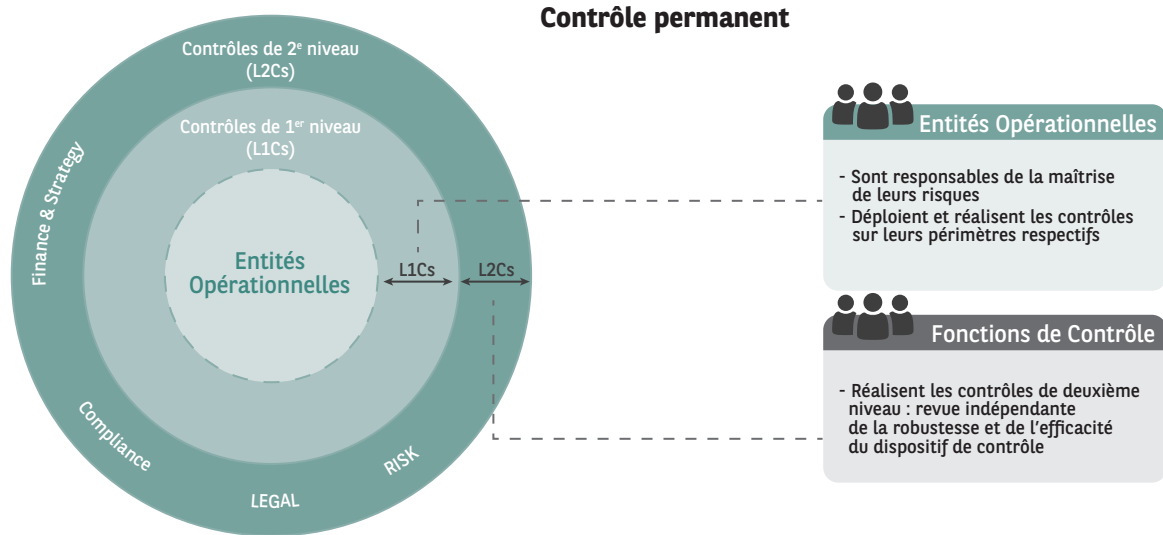 Contrôle permanent
Contrôles de 2e niveau
(L2Cs)
Contrôles de 1er niveau
(L1Cs)
Finance & Strategy
Entités
Opérationnelles
L1Cs
L2Cs
Compliance
LEGAL
RISK
Entités Opérationnelles
- Sont responsables de la maîtrise
de leurs risques
- Déploient et réalisent les contrôles
sur leurs périmètres respectifs
Fonctions de Contrôle
- Réalisent les contrôles de deuxième
niveau : revue indépendante
de la robustesse et de l'efficacité
du dispositif de contrôle